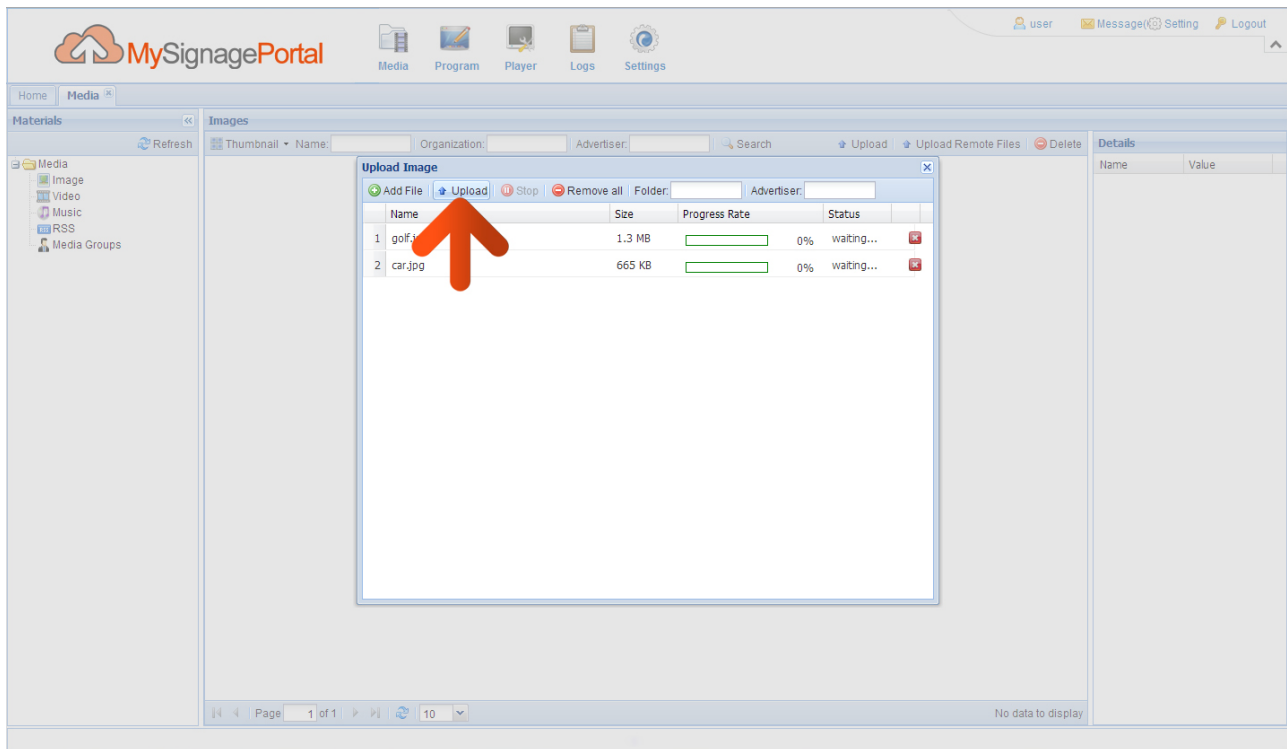 user Message( Setting Logout
MySignagePortal
Media Program Player Logs Settings
Home Media
Materials Images
Refresh Thumbnail Name: Organization: Advertiser: Search Upload Upload Remote Files Delete Details
Name Value
Media
Image
Video
Music
RSS
Media Groups
Upload Image
Add File Upload Stop Remove all Folder: Advertiser:
Name Size Progress Rate Status
1 golf.j 1.3 MB 0% waiting...
2 car.jpg 665 KB 0% waiting...
Page 1 of 1 10 No data to display